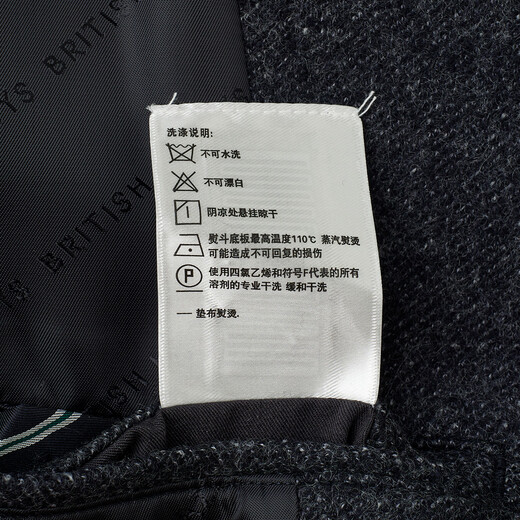 BRITISH
YS
BRITISH
洗涤说明:
不可水洗
不可漂白
阴凉处悬挂晾干
熨斗底板最高温度110℃ 蒸汽熨烫
可能造成不可回复的损伤
P 使用四氯乙烯和符号F代表的所有
溶剂的专业干洗 缓和干洗
— 垫布熨烫.
BRITISH